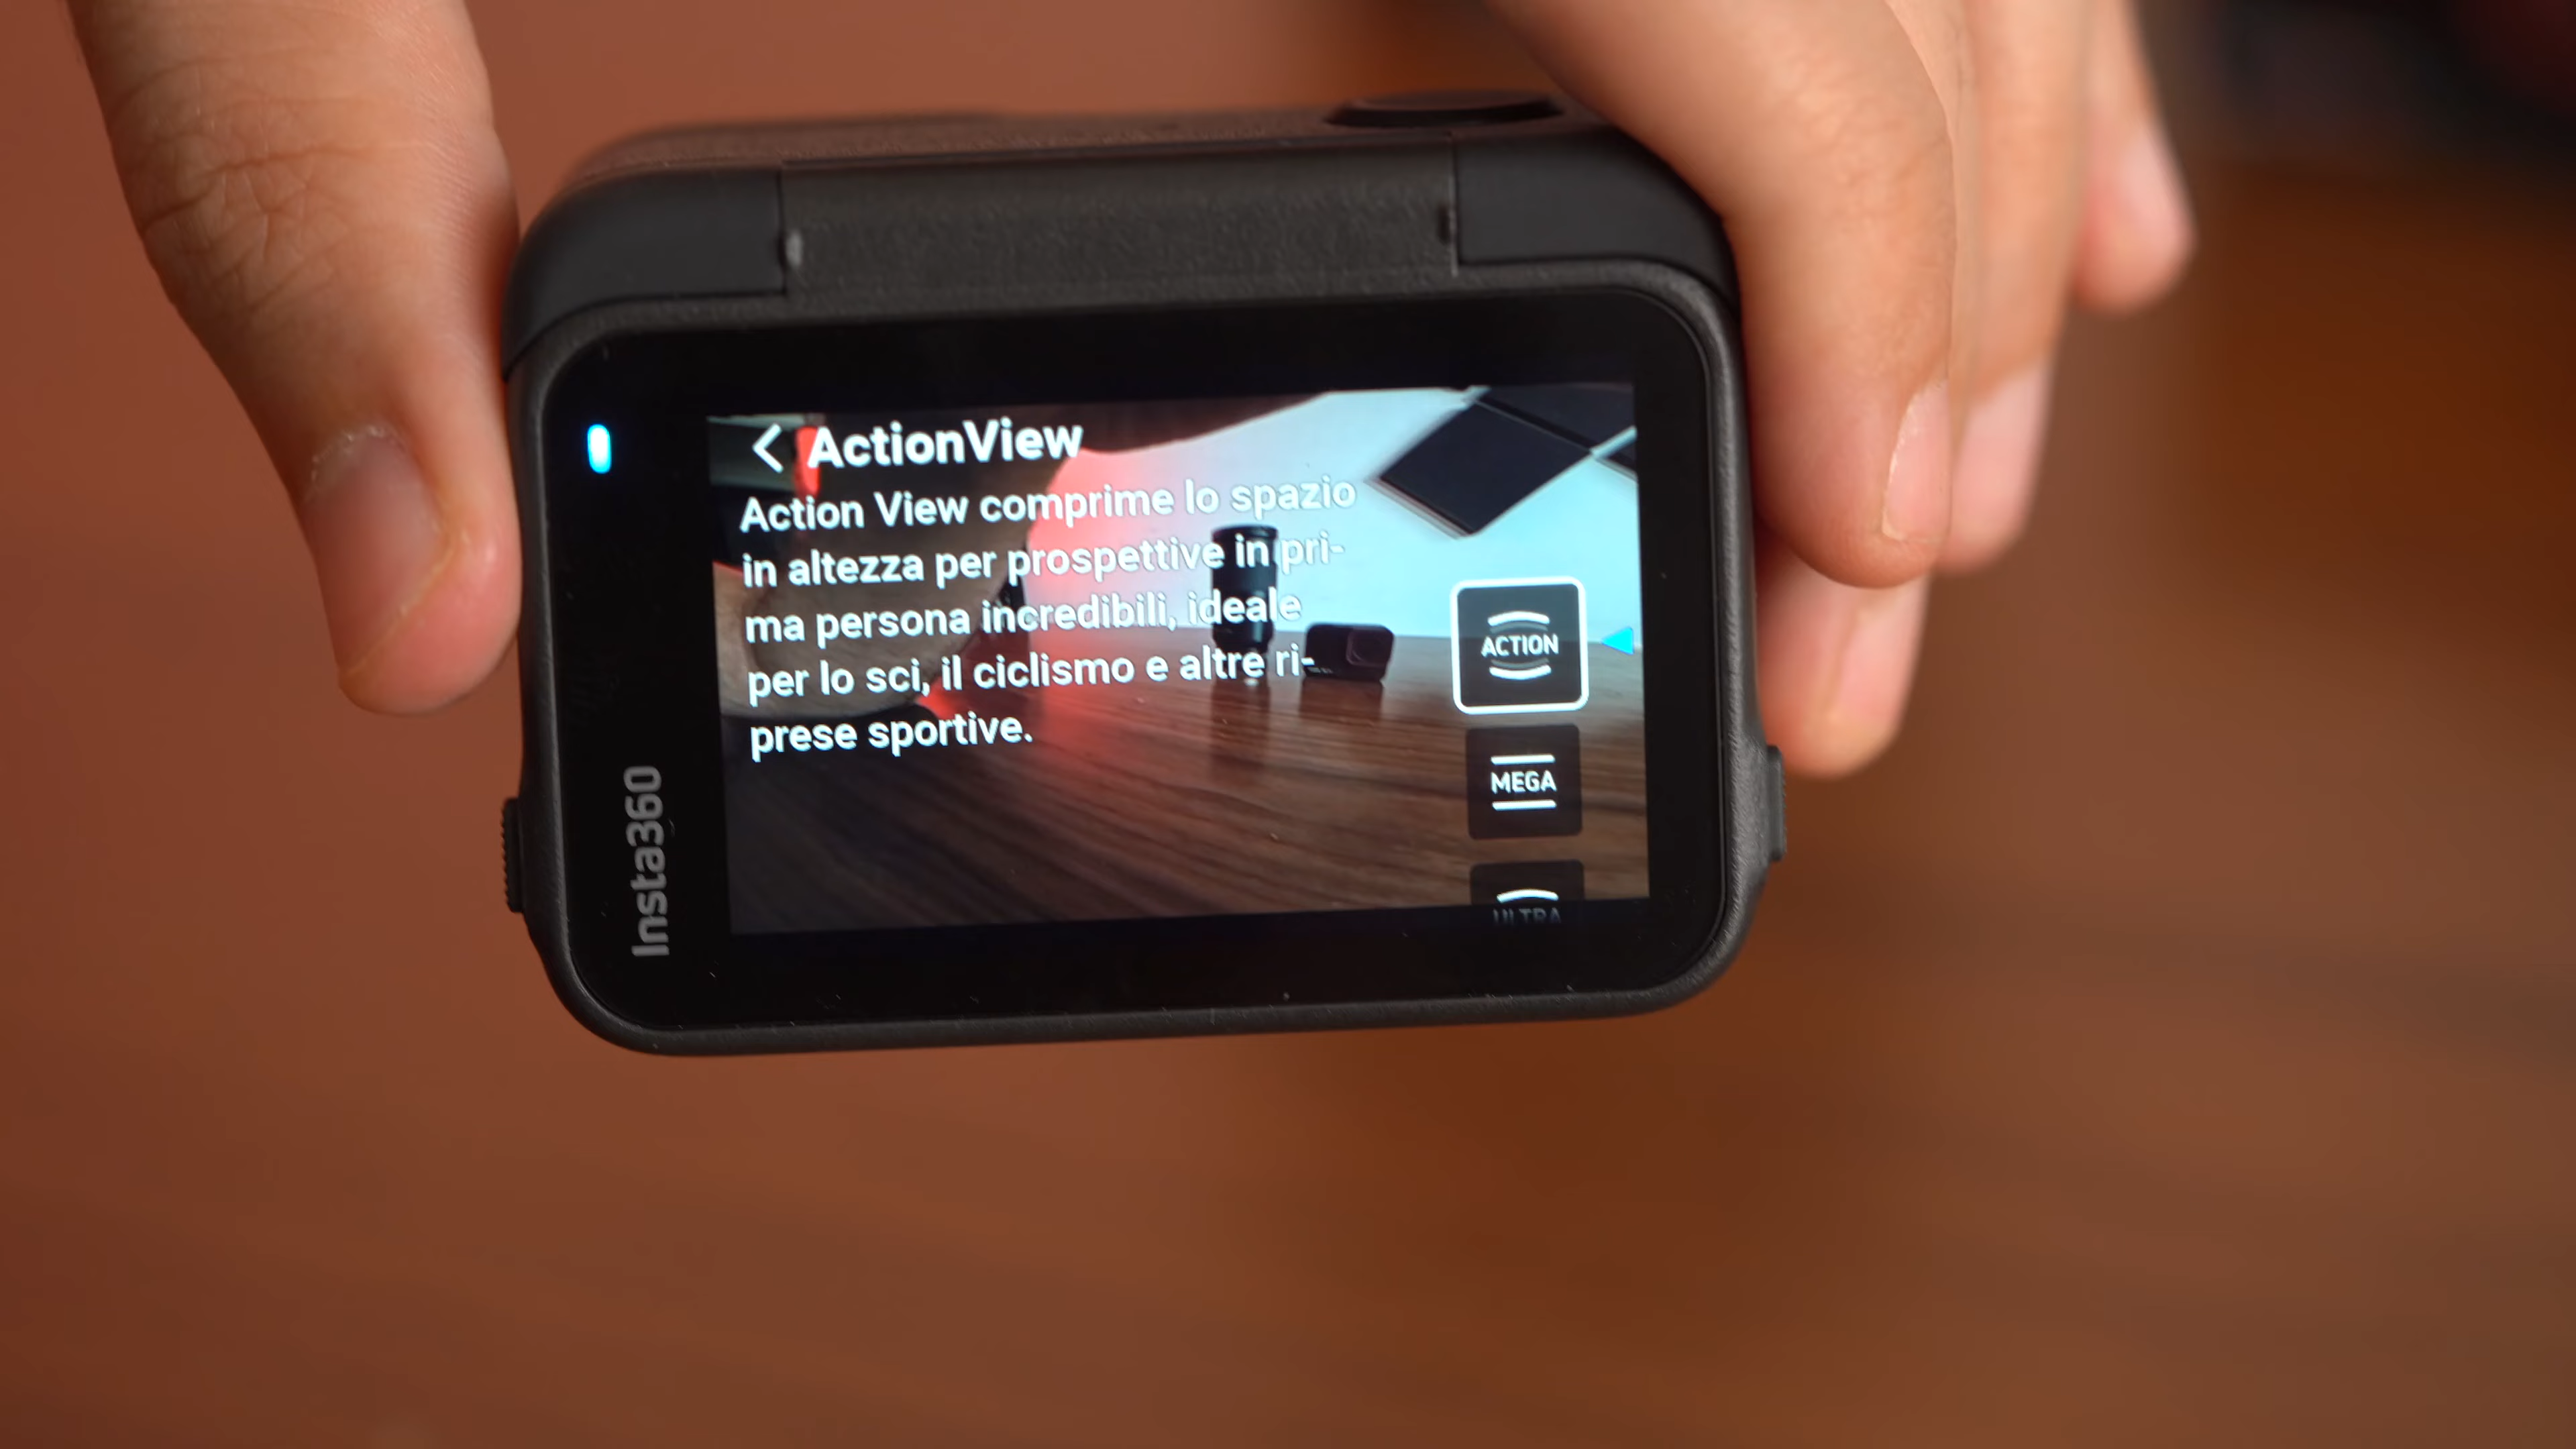 ActionView
Action View comprime lo spazio
in altezza per prospettive in pri-
ma persona incredibili, ideale
per lo sci, il ciclismo e altre ri-
prese sportive.
ACTION
MEGA
ULTRA
Insta360